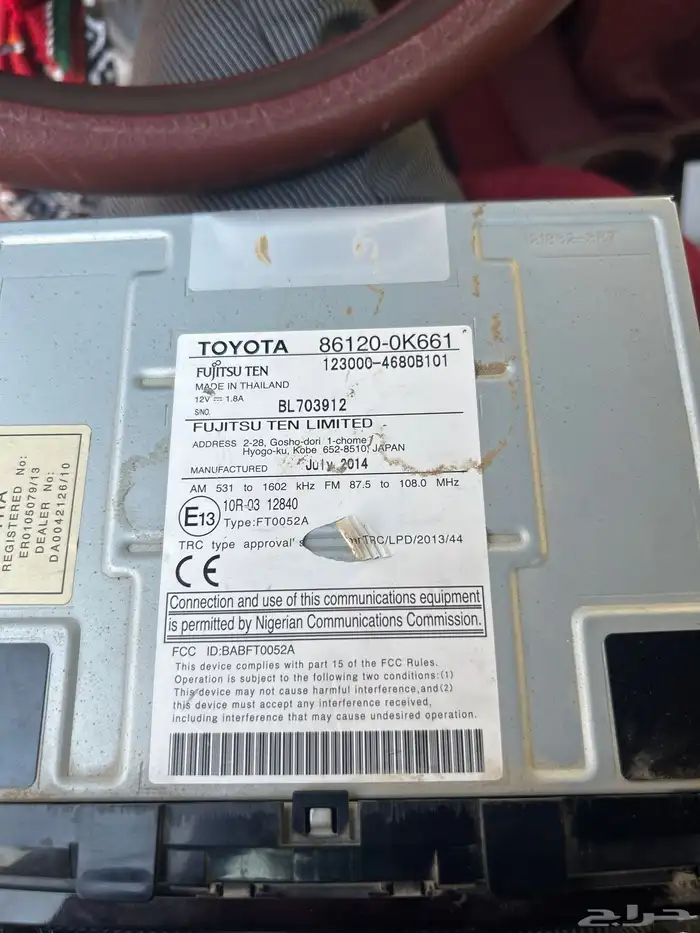 TOYOTA 86120-0K661
FUJITSU TEN 123000-4680B101
MADE IN THAILAND
12V 1.8A
SNO. BL703912
FUJITSU TEN LIMITED
ADDRESS 2-28, Gosho-dori 1-chome
Hyogo-ku, Kobe 652-8510, JAPAN
MANUFACTURED July 2014
AM 531 to 1602 kHz FM 87.5 to 108.0 MHz
E13 10R-03 12840
Type:FT0052A
TRC type approval's TRC/LPD/2013/44
CE
Connection and use of this communications equipment
is permitted by Nigerian Communications Commission.
FCC ID:BABFT0052A
This device complies with part 15 of the FCC Rules.
Operation is subject to the following two conditions:(1)
This device may not cause harmful interference,and(2)
this device must accept any interference received,
including interference that may cause undesired operation.
REGISTERED No:
ER0105079/13
DEALER No:
DA0042126/10
حراج